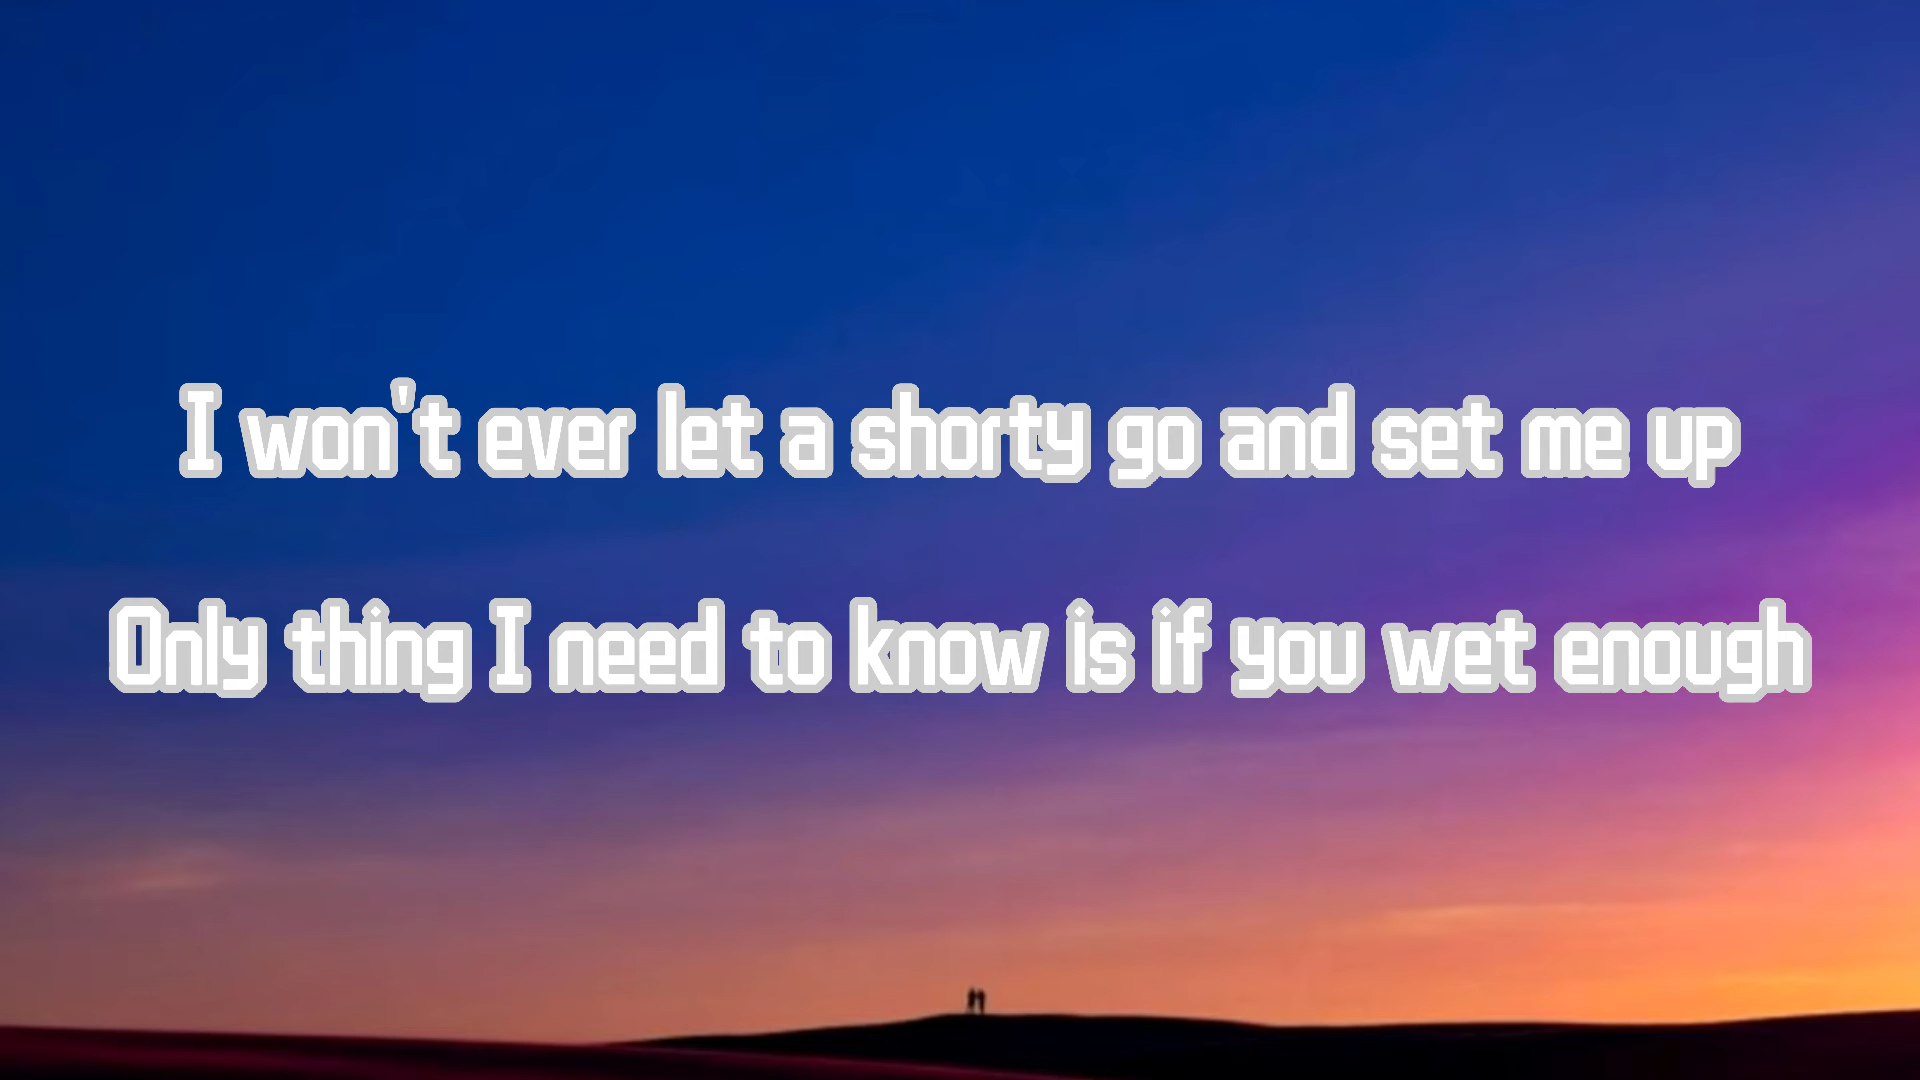 I won't ever let a shorty go and set me up
Only thing I need to know is if you wet enough